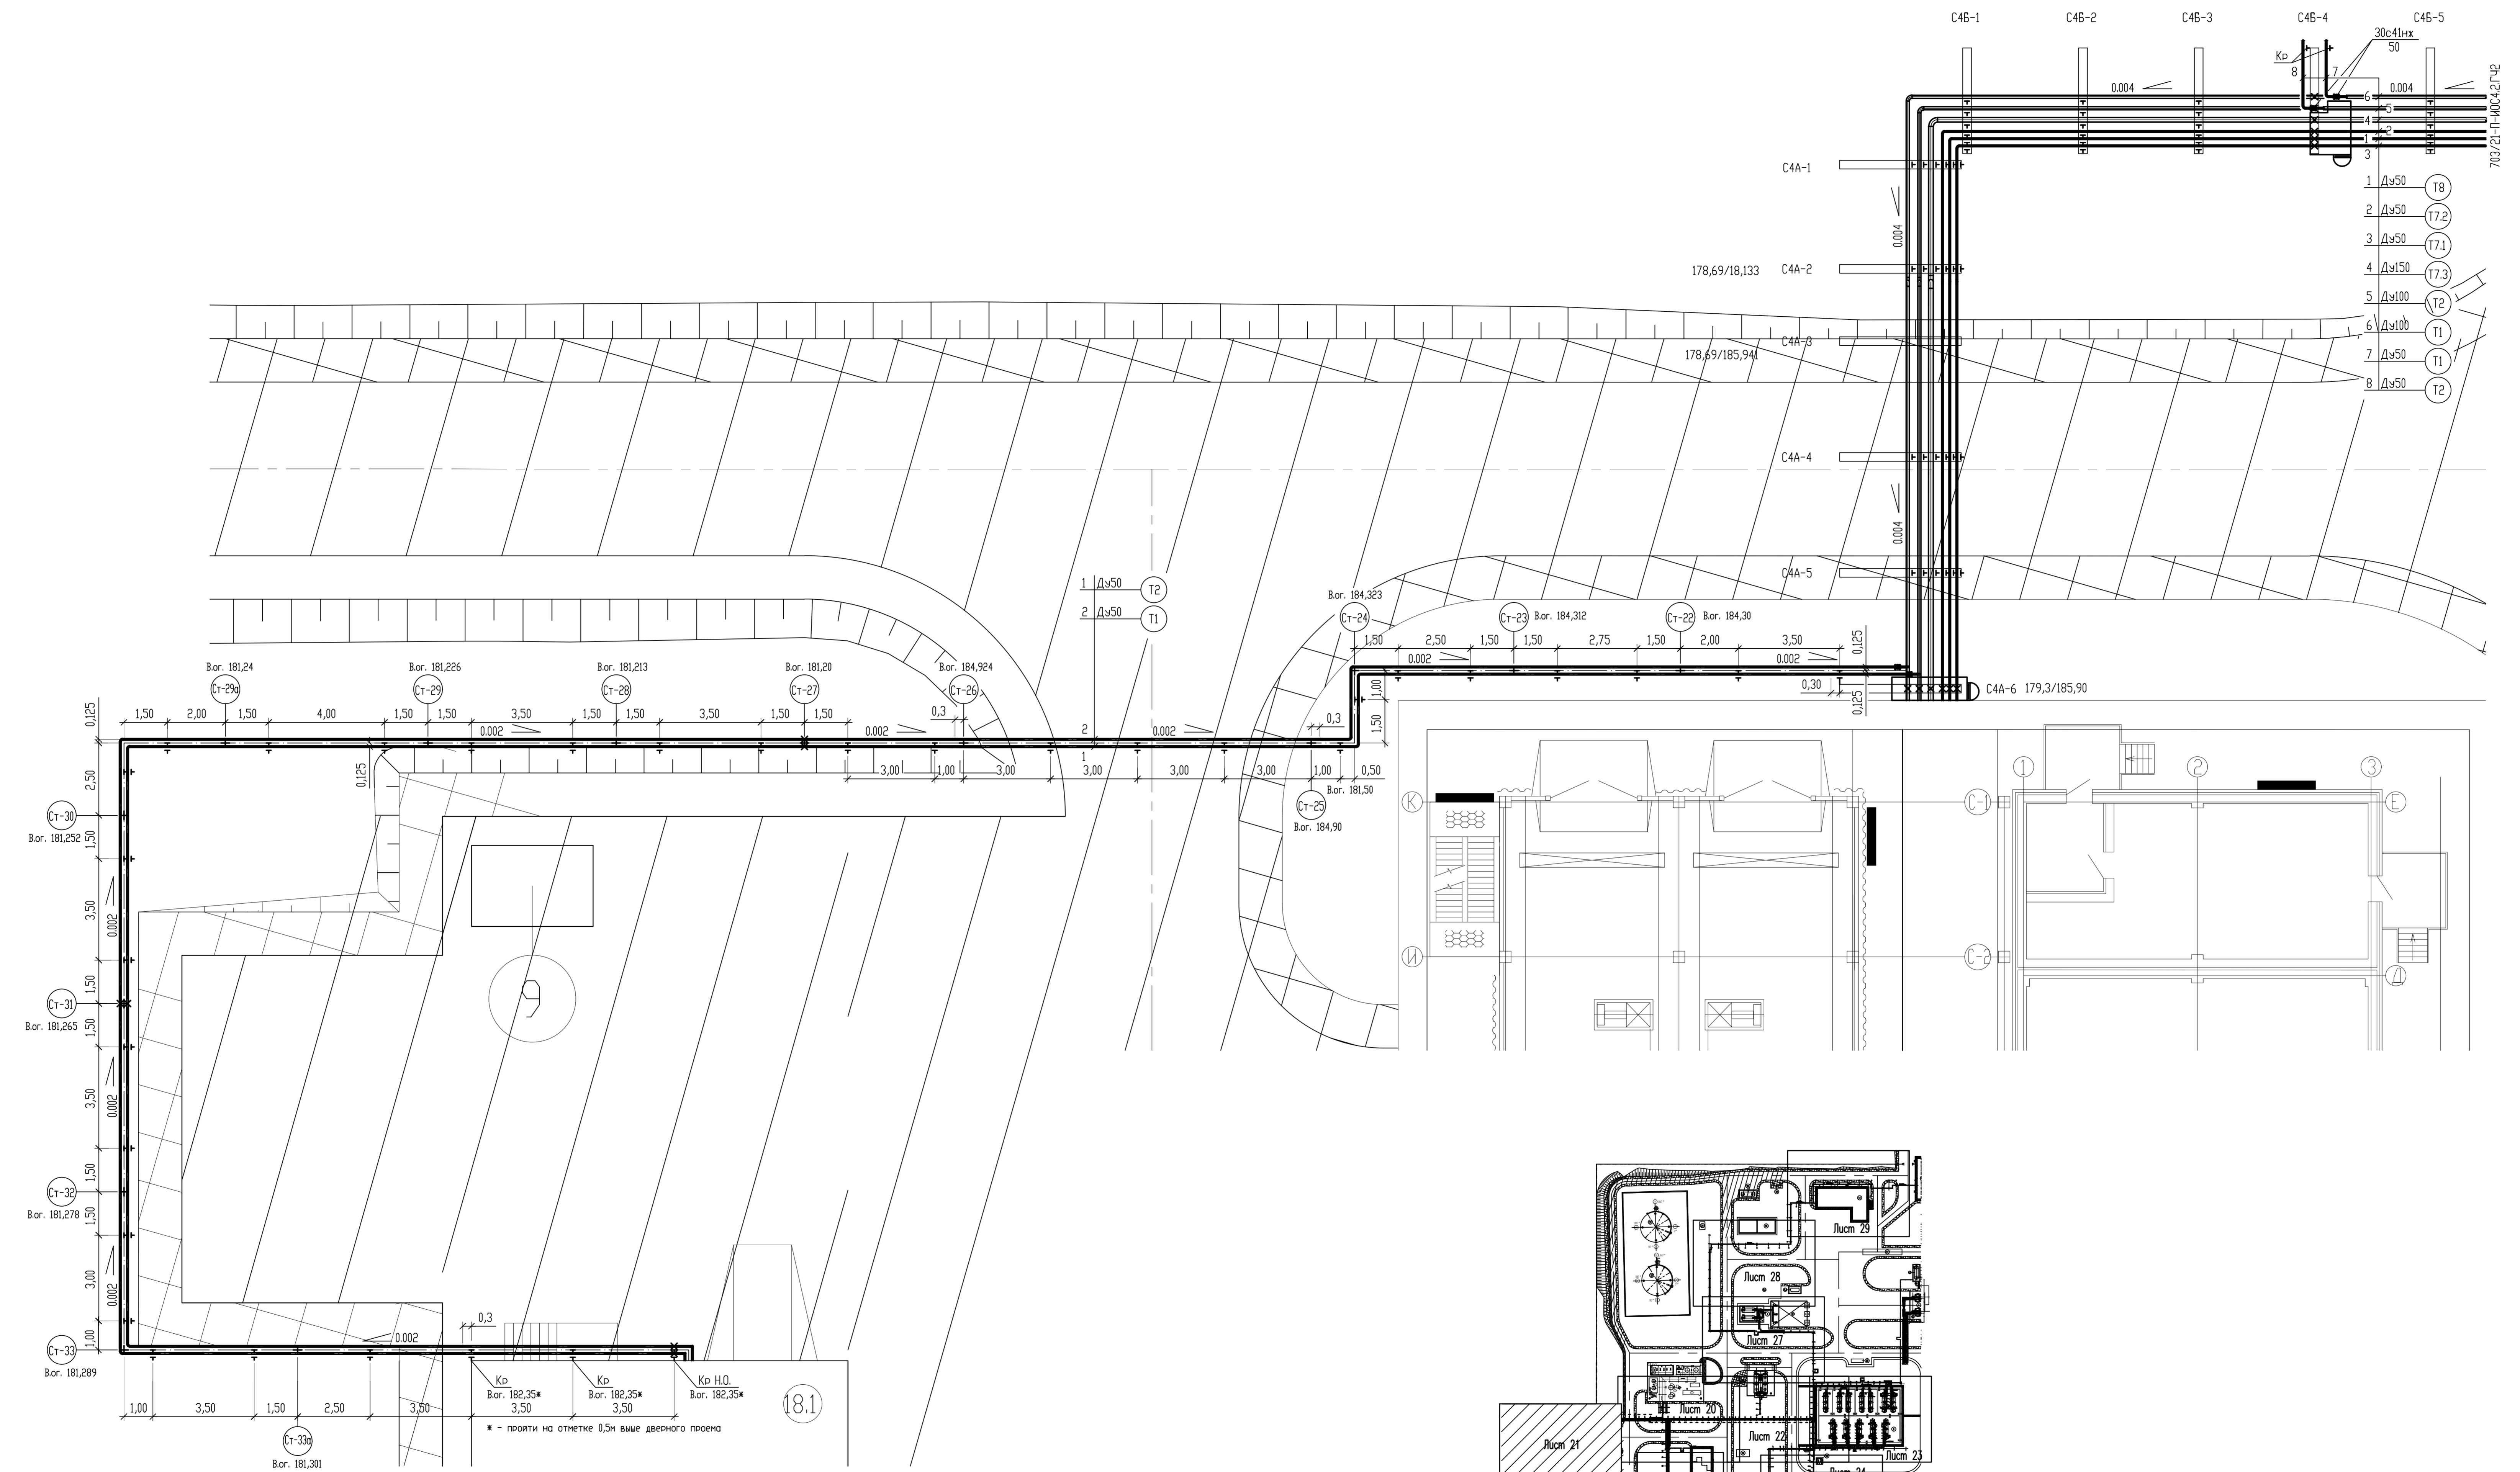 С4Б-1 С4Б-2 С4Б-3 С4Б-4 С4Б-5
30с41нж
50
Кр
8 7
0.004 0.004
6
5
4
2
1
3
703/21-П-ИОС4.2.ГЧ2
С4А-1
1 Ду50 Т8
2 Ду50 Т7.2
3 Ду50 Т7.1
4 Ду150 Т7.3
5 Ду100 Т2
6 Ду100 Т1
7 Ду50 Т1
8 Ду50 Т2
0.004
178,69/18,133 С4А-2
С4А-3
178,69/185,941
С4А-4
0.004
С4А-5
1 Ду50 Т2
2 Ду50 Т1
В.ог. 184,323
Ст-24 Ст-23 В.ог. 184,312 Ст-22 В.ог. 184,30
1,50 2,50 1,50 1,50 2,75 1,50 2,00 3,50 0,125
0.002 0.002
0,30 0,125
1,00
1,50
С4А-6 179,3/185,90
В.ог. 181,24 В.ог. 181,226 В.ог. 181,213 В.ог. 181,20 В.ог. 184,924
Ст-29а Ст-29 Ст-28 Ст-27 Ст-26
0,125 1,50 2,00 1,50 4,00 1,50 1,50 3,50 1,50 1,50 3,50 1,50 1,50 0,3 0,3
0.002 0.002 2 0.002
1
0,125
3,00 1,00 3,00 3,00 3,00 3,00 1,00 0,50
В.ог. 181,50
Ст-25
В.ог. 184,90
2,50
Ст-30
В.ог. 181,252
1,50
3,50
0.002
1,50
Ст-31
В.ог. 181,265
1,50
3,50
0.002
1,50
Ст-32
В.ог. 181,278
1,50
3,00
0.002
1,00
Ст-33
В.ог. 181,289
9
К С-1 1 2 3 Е
И С-2 Д
0.002 0,3
Кр Кр Кр Н.О.
В.ог. 182,35ж В.ог. 182,35ж В.ог. 182,35ж
18.1
1,00 3,50 1,50 2,50 3,50 3,50 3,50
ж - пройти на отметке 0,5м выше дверного проема
Ст-33а
В.ог. 181,301
Лист 29
Лист 28
Лист 27
Лист 20
Лист 22
Лист 21
Лист 23
Лист 24